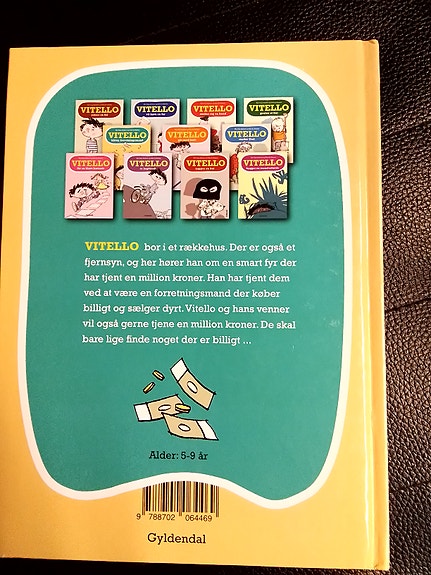 VITELLO
VITELLO
VITELLO
VITELLO
VITELLO
VITELLO
VITELLO
VITELLO
VITELLO
VITELLO
VITELLO
VITELLO bor i et rækkehus. Der er også et
fjernsyn, og her hører han om en smart fyr der
har tjent en million kroner. Han har tjent dem
ved at være en forretningsmand der køber
billigt og sælger dyrt. Vitello og hans venner
vil også gerne tjene en million kroner. De skal
bare lige finde noget der er billigt ...
Alder: 5-9 år
9 788702 064469
Gyldendal